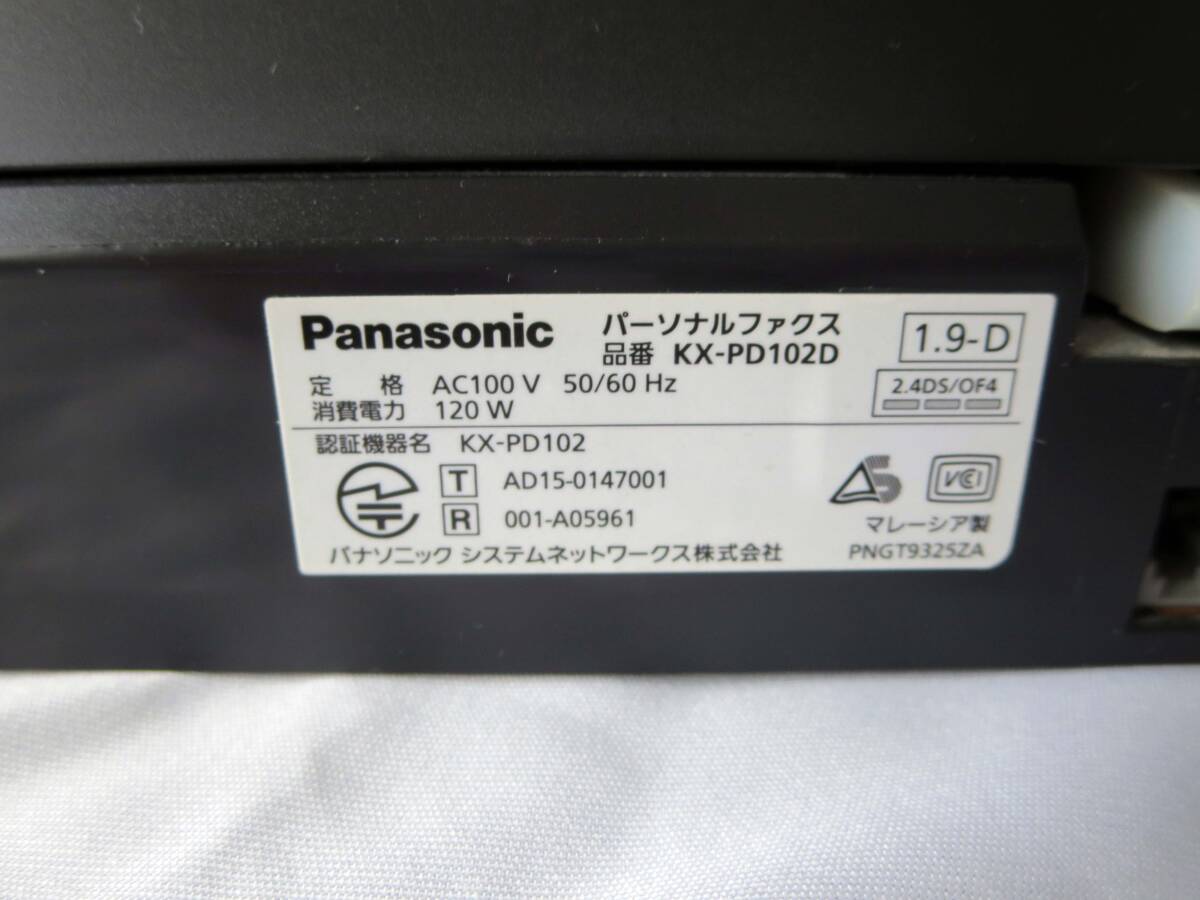 Panasonic パーソナルファクス
品番 KX-PD102D
1.9-D
定 格 AC100 V 50/60 Hz
消費電力 120 W
2.4DS/OF4
認証機器名 KX-PD102
T AD15-0147001
R 001-A05961
VCI
マレーシア製
パナソニック システムネットワークス株式会社
PNGT9325ZA